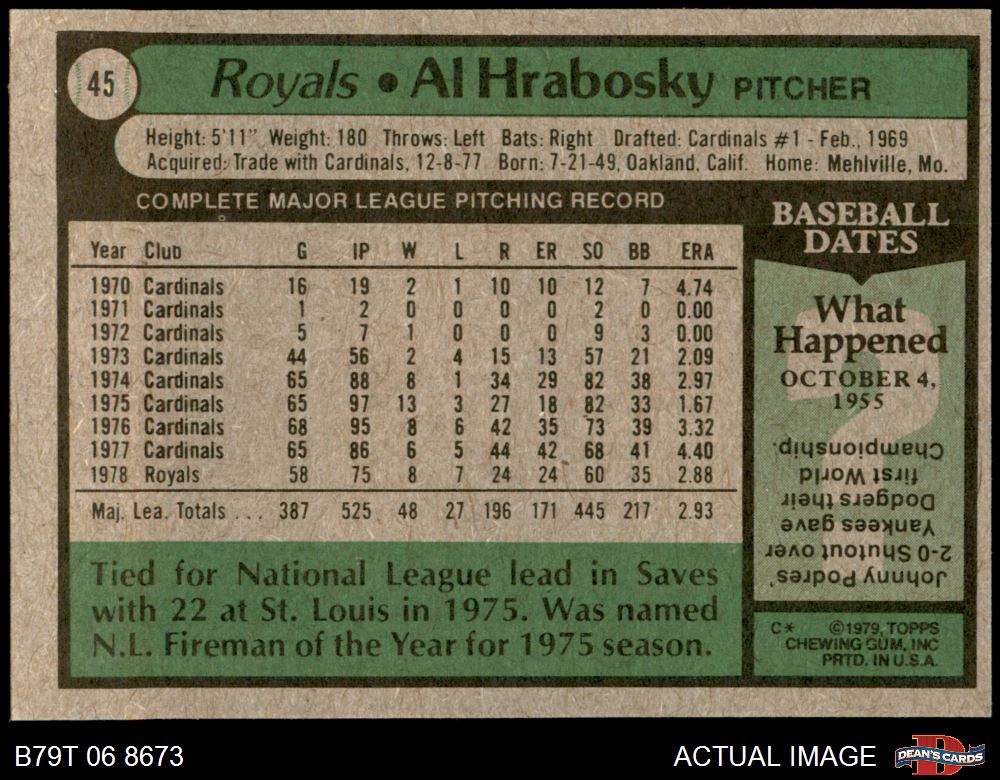 45
Royals • Al Hrabosky PITCHER
Height: 5'11" Weight: 180 Throws: Left Bats: Right Drafted: Cardinals #1 - Feb., 1969
Acquired: Trade with Cardinals, 12-8-77 Born: 7-21-49, Oakland, Calif. Home: Mehlville, Mo.
COMPLETE MAJOR LEAGUE PITCHING RECORD
Year Club G IP W L R ER SO BB ERA
1970 Cardinals 16 19 2 1 10 10 12 7 4.74
1971 Cardinals 1 2 0 0 0 0 2 0 0.00
1972 Cardinals 5 7 1 0 0 0 9 3 0.00
1973 Cardinals 44 56 2 4 15 13 57 21 2.09
1974 Cardinals 65 88 8 1 34 29 82 38 2.97
1975 Cardinals 65 97 13 3 27 18 82 33 1.67
1976 Cardinals 68 95 8 6 42 35 73 39 3.32
1977 Cardinals 65 86 6 5 44 42 68 41 4.40
1978 Royals 58 75 8 7 24 24 60 35 2.88
Maj. Lea. Totals ... 387 525 48 27 196 171 445 217 2.93
Tied for National League lead in Saves
with 22 at St. Louis in 1975. Was named
N.L. Fireman of the Year for 1975 season.
BASEBALL
DATES
What
Happened
OCTOBER 4,
1955
?
Johnny Podres'
2-0 Shutout over
Yankees gave
Dodgers their
first World
Championship.
C* ©1979, TOPPS
CHEWING GUM, INC
PRTD. IN U.S.A.
B79T 06 8673
ACTUAL IMAGE
D
DEAN'S CARDS